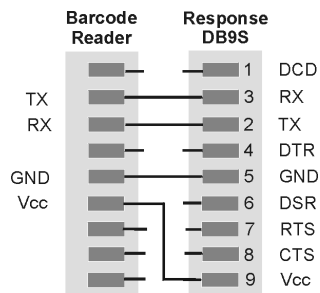 Barcode Reader
Response DB9S
1 DCD
TX 3 RX
RX 2 TX
4 DTR
GND 5 GND
Vcc 6 DSR
7 RTS
8 CTS
9 Vcc